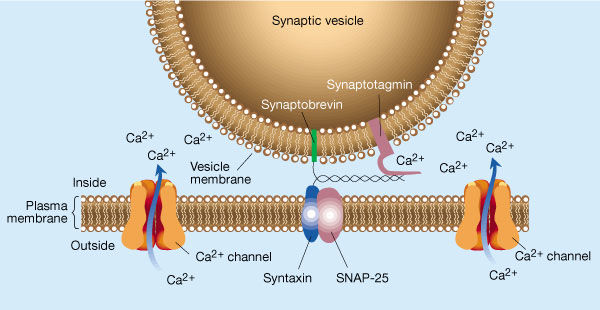 Synaptic vesicle
Synaptotagmin
Synaptobrevin
Ca2+
Ca2+
Ca2+
Ca2+
Ca2+
Vesicle
membrane
Ca2+
Ca2+
Inside
Plasma
membrane
Outside
Ca2+ channel
Ca2+
Syntaxin
SNAP-25
Ca2+ channel
Ca2+